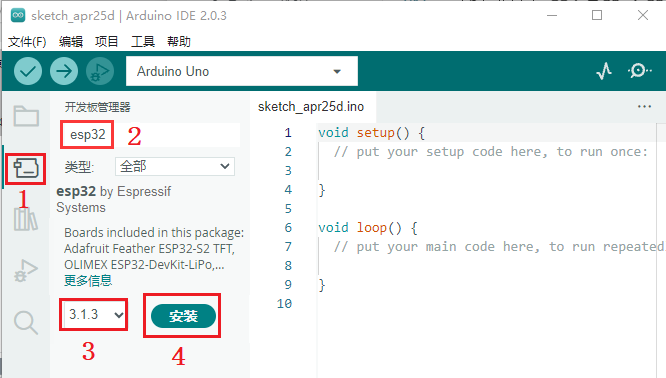 sketch_apr25d | Arduino IDE 2.0.3
文件(F) 编辑 项目 工具 帮助
Arduino Uno
开发板管理器
esp32
2
类型: 全部
1
esp32 by Espressif
Systems
Boards included in this package:
Adafruit Feather ESP32-S2 TFT,
OLIMEX ESP32-DevKit-LiPo,...
更多信息
3.1.3
安装
3
4
sketch_apr25d.ino
1 void setup() {
2 // put your setup code here, to run once:
3
4 }
5
6 void loop() {
7 // put your main code here, to run repeated
8
9 }
10